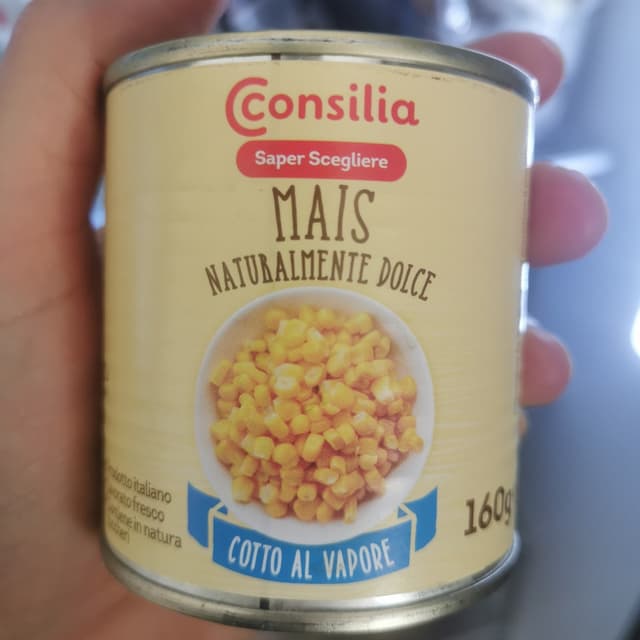 Consilia
Saper Scegliere
MAIS
NATURALMENTE DOLCE
italiano
fresco
in natura
160g
COTTO AL VAPORE